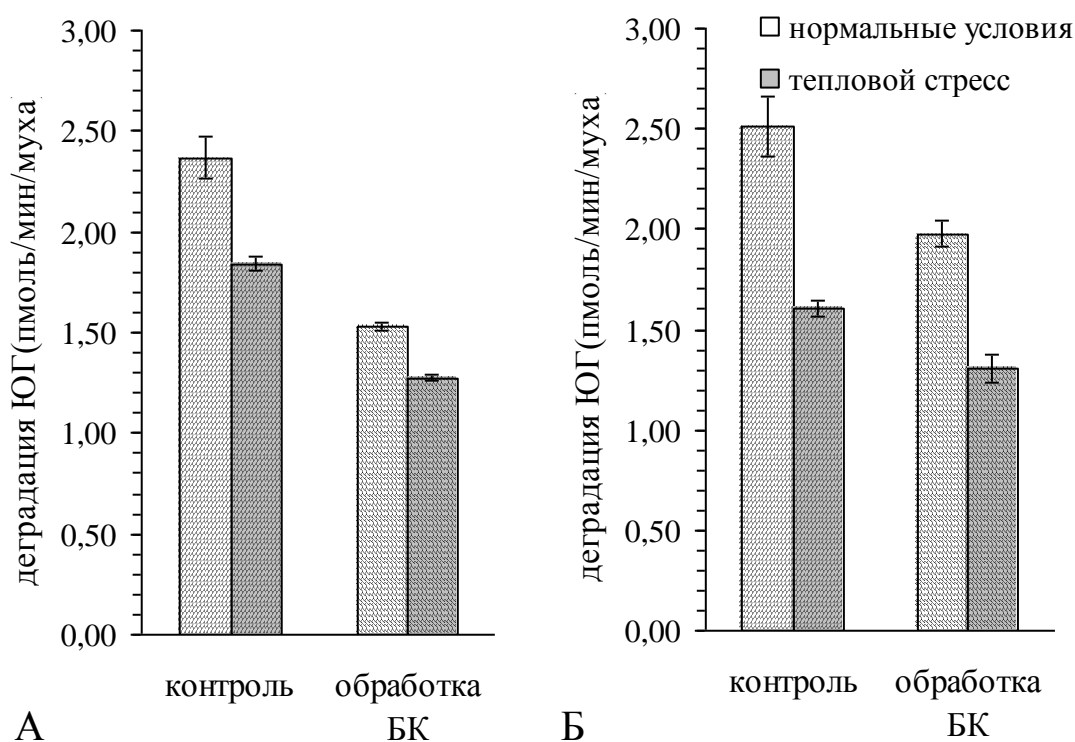 деградация ЮГ(пмоль/мин/муха)
3,00
2,50
2,00
1,50
1,00
0,50
0,00
контроль
обработка
БК
А
деградация ЮГ(пмоль/мин/муха)
3,00
2,50
2,00
1,50
1,00
0,50
0,00
нормальные условия
тепловой стресс
контроль
обработка
БК
Б